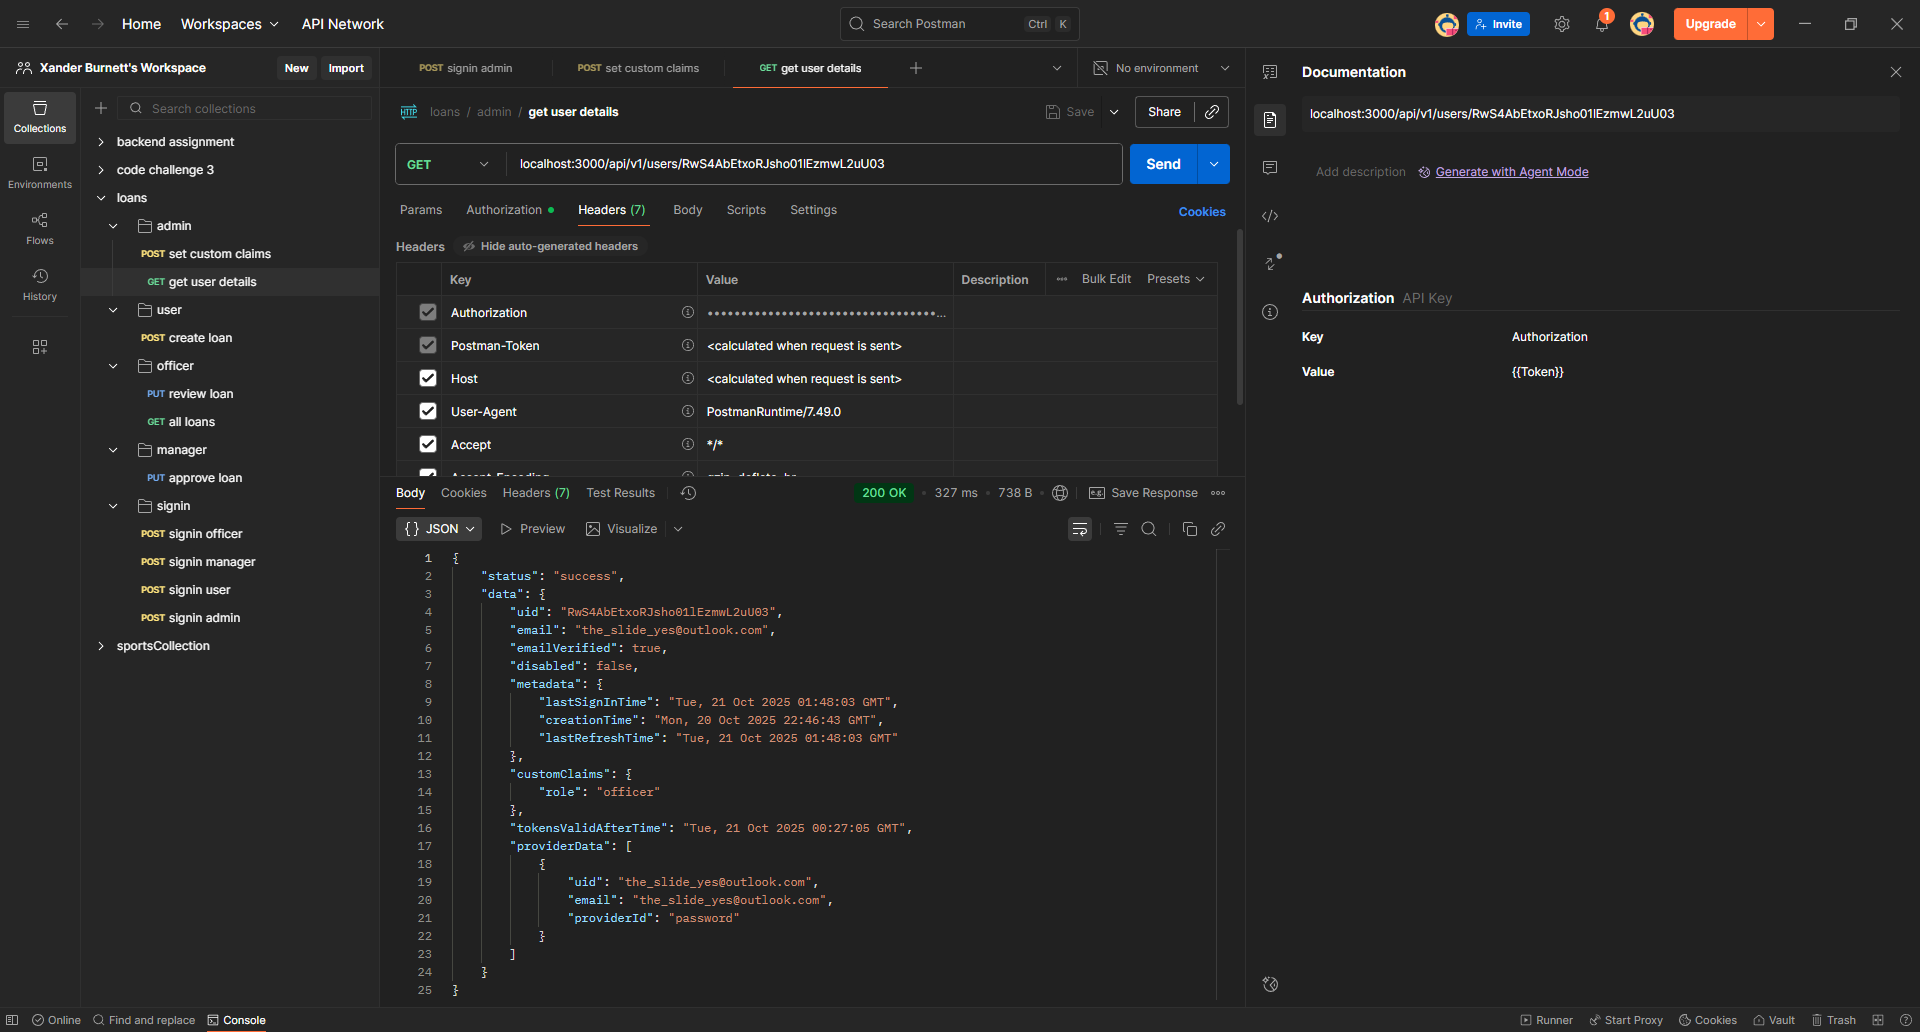 Home
Workspaces
API Network
Search Postman
Ctrl K
Invite
1
Upgrade
Xander Burnett's Workspace
New
Import
POST signin admin
POST set custom claims
GET get user details
No environment
Documentation
Collections
Environments
Flows
History
Search collections
backend assignment
code challenge 3
loans
admin
POST set custom claims
GET get user details
user
POST create loan
officer
PUT review loan
GET all loans
manager
PUT approve loan
signin
POST signin officer
POST signin manager
POST signin user
POST signin admin
sportsCollection
HTTP loans / admin / get user details
Save
Share
GET
localhost:3000/api/v1/users/RwS4AbEtxoRJsho01lEzmwL2uU03
Send
Params
Authorization
Headers (7)
Body
Scripts
Settings
Cookies
Headers
Hide auto-generated headers
Key Value Description Bulk Edit Presets
Authorization ••••••••••••••••••••••••••••••••••...
Postman-Token <calculated when request is sent>
Host <calculated when request is sent>
User-Agent PostmanRuntime/7.49.0
Accept */*
Accept-Encoding gzip, deflate, br
Body
Cookies
Headers (7)
Test Results
200 OK • 327 ms • 738 B
e.g. Save Response
{} JSON
Preview
Visualize
1 {
2 "status": "success",
3 "data": {
4 "uid": "RwS4AbEtxoRJsho01lEzmwL2uU03",
5 "email": "the_slide_yes@outlook.com",
6 "emailVerified": true,
7 "disabled": false,
8 "metadata": {
9 "lastSignInTime": "Tue, 21 Oct 2025 01:48:03 GMT",
10 "creationTime": "Mon, 20 Oct 2025 22:46:43 GMT",
11 "lastRefreshTime": "Tue, 21 Oct 2025 01:48:03 GMT"
12 },
13 "customClaims": {
14 "role": "officer"
15 },
16 "tokensValidAfterTime": "Tue, 21 Oct 2025 00:27:05 GMT",
17 "providerData": [
18 {
19 "uid": "the_slide_yes@outlook.com",
20 "email": "the_slide_yes@outlook.com",
21 "providerId": "password"
22 }
23 ]
24 }
25 }
localhost:3000/api/v1/users/RwS4AbEtxoRJsho01lEzmwL2uU03
Add description
Generate with Agent Mode
Authorization API Key
Key Authorization
Value {{Token}}
Online
Find and replace
Console
Runner
Start Proxy
Cookies
Vault
Trash